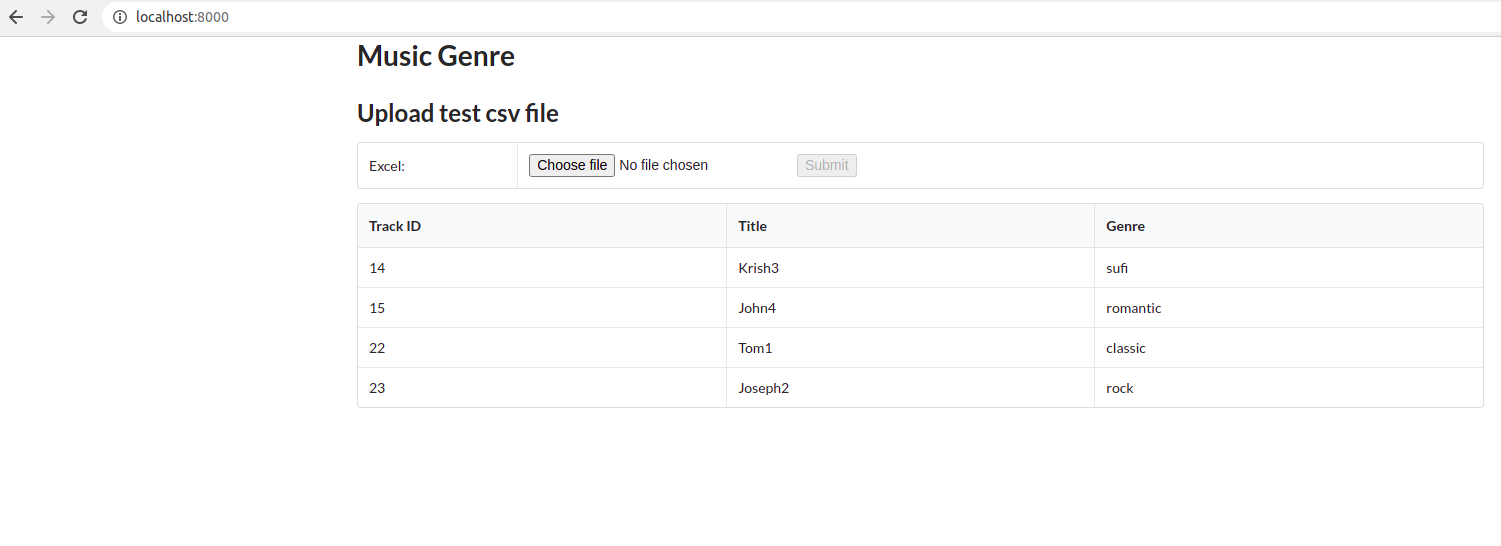 localhost:8000
Music Genre
Upload test csv file
Excel: Choose file No file chosen Submit
Track ID Title Genre
14 Krish3 sufi
15 John4 romantic
22 Tom1 classic
23 Joseph2 rock